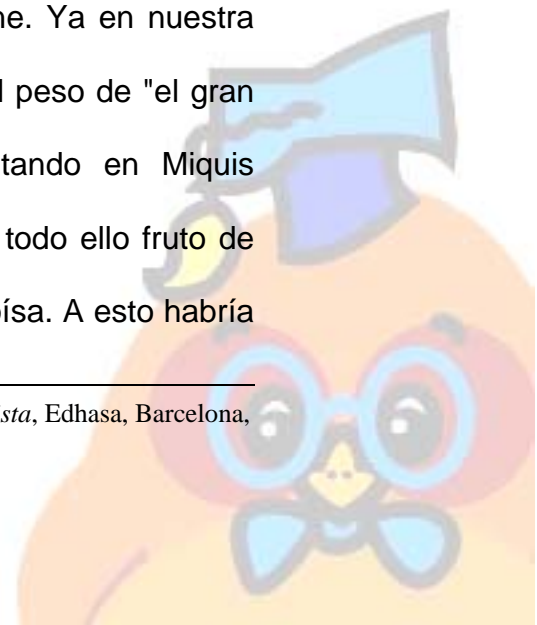 ne. Ya en nuestra
l peso de "el gran
tando en Miquis
todo ello fruto de
ísa. A esto habría
ista, Edhasa, Barcelona,